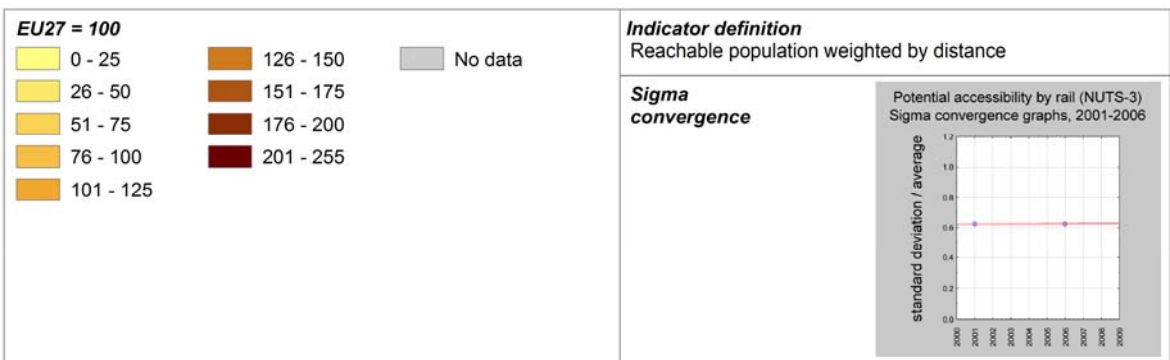 EU27 = 100
0 - 25
26 - 50
51 - 75
76 - 100
101 - 125
126 - 150
151 - 175
176 - 200
201 - 255
No data
Indicator definition
Reachable population weighted by distance
Sigma
convergence
Potential accessibility by rail (NUTS-3)
Sigma convergence graphs, 2001-2006
standard deviation / average
1.2
1.0
0.8
0.6
0.4
0.2
0.0
2000
2001
2002
2003
2004
2005
2006
2007
2008
2009